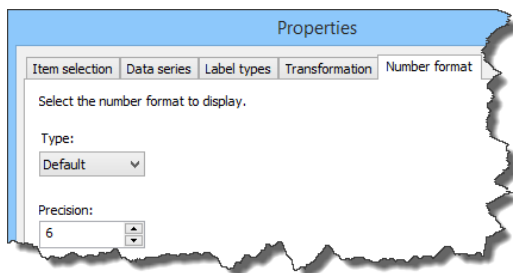 Properties
Item selection Data series Label types Transformation Number format
Select the number format to display.
Type:
Default
Precision:
6